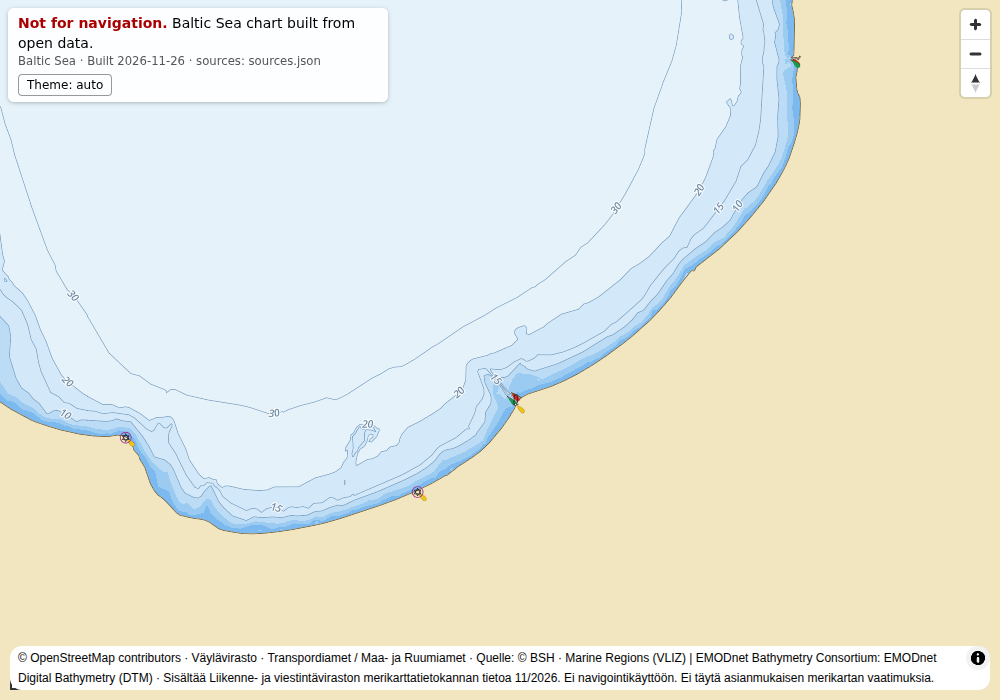 Not for navigation. Baltic Sea chart built from
open data.
Baltic Sea · Built 2026-11-26 · sources: sources.json
Theme: auto
20
15
10
30
30
20
15
20
10
30
20
15
© OpenStreetMap contributors · Väylävirasto · Transpordiamet / Maa- ja Ruumiamet · Quelle: © BSH · Marine Regions (VLIZ) | EMODnet Bathymetry Consortium: EMODnet
Digital Bathymetry (DTM) · Sisältää Liikenne- ja viestintäviraston merikarttatietokannan tietoa 11/2026. Ei navigointikäyttöön. Ei täytä asianmukaisen merikartan vaatimuksia.